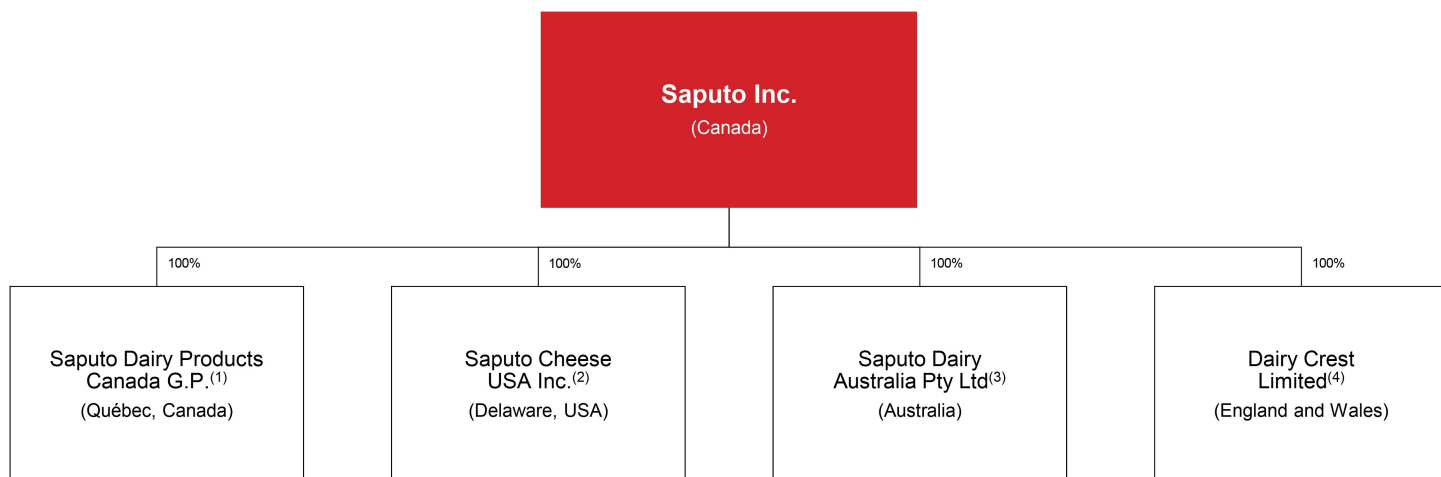 Saputo Inc.
(Canada)
100%
100%
100%
100%
Saputo Dairy Products
Canada G.P.(1)
(Québec, Canada)
Saputo Cheese
USA Inc.(2)
(Delaware, USA)
Saputo Dairy
Australia Pty Ltd(3)
(Australia)
Dairy Crest
Limited(4)
(England and Wales)